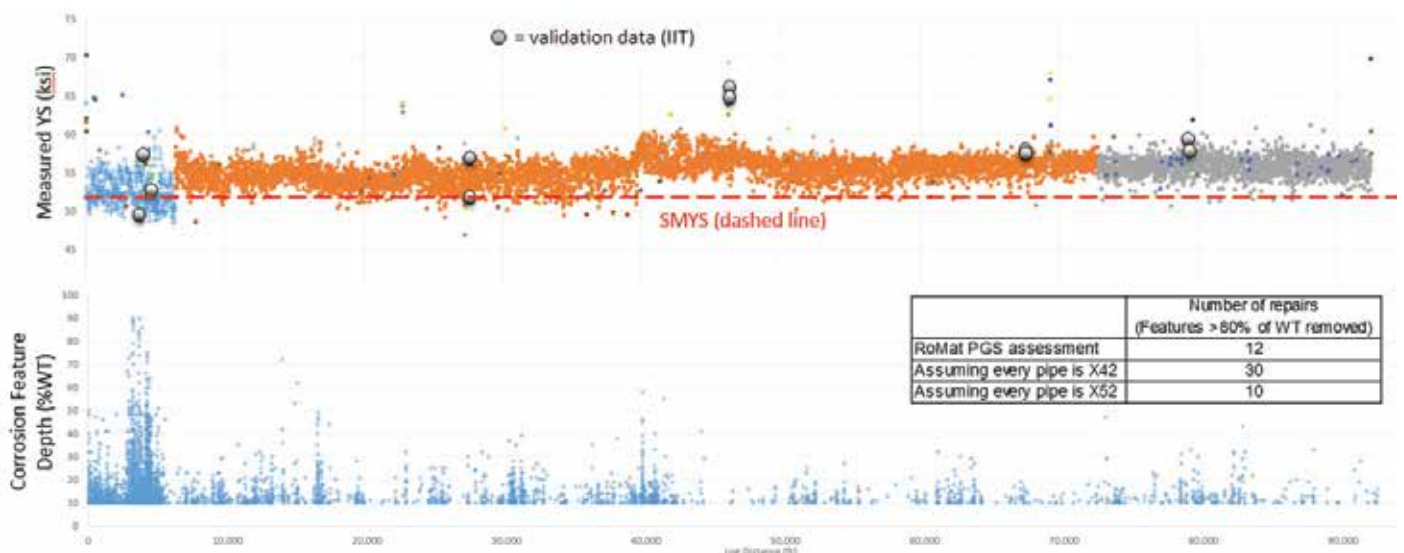 75
70
65
60
55
50
45
Measured YS (ksi)
= validation data (IIT)
SMYS (dashed line)
100
90
80
70
60
50
40
30
20
10
0
Corrosion Feature
Depth (%WT)
Number of repairs
(Features >80% of WT removed)
RoMat PGS assessment 12
Assuming every pipe is X42 30
Assuming every pipe is X52 10
0 10,000 20,000 30,000 40,000 50,000 60,000 70,000 80,000 90,000
Distance (ft)